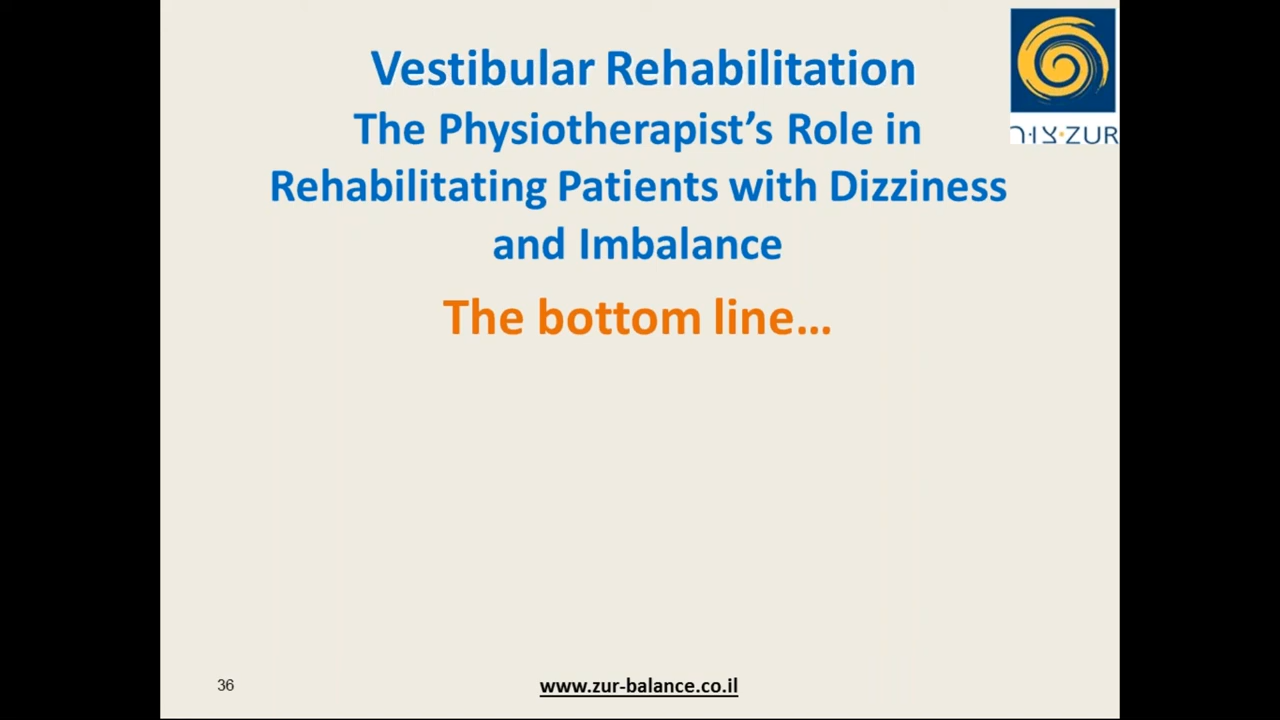 Vestibular Rehabilitation
The Physiotherapist’s Role in
Rehabilitating Patients with Dizziness
and Imbalance
צור·ZUR
The bottom line…
36
www.zur-balance.co.il